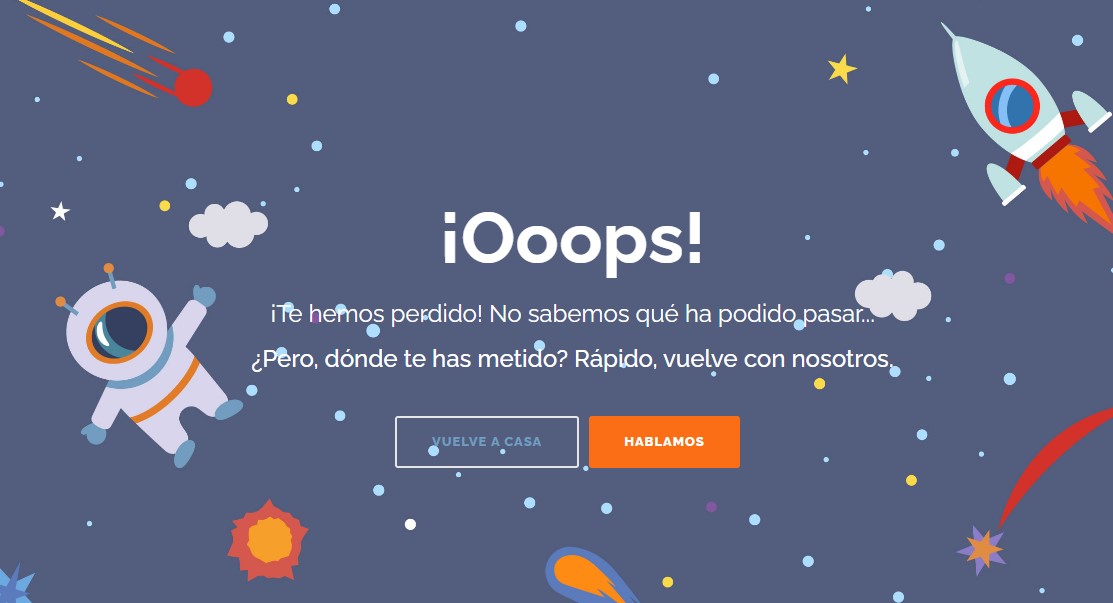 ¡Ooops!
¡Te hemos perdido! No sabemos qué ha podido pasar...
¿Pero, dónde te has metido? Rápido, vuelve con nosotros.
VUELVE A CASA
HABLAMOS